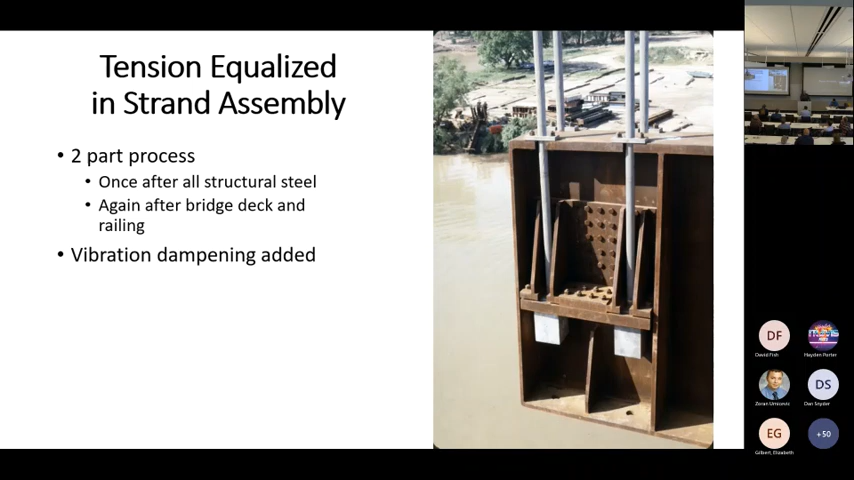 Tension Equalized
in Strand Assembly
• 2 part process
• Once after all structural steel
• Again after bridge deck and
railing
• Vibration dampening added
DF
David Fish
Hayden Porter
DS
Dan Snyder
EG
Gilbert, Elizabeth
+50